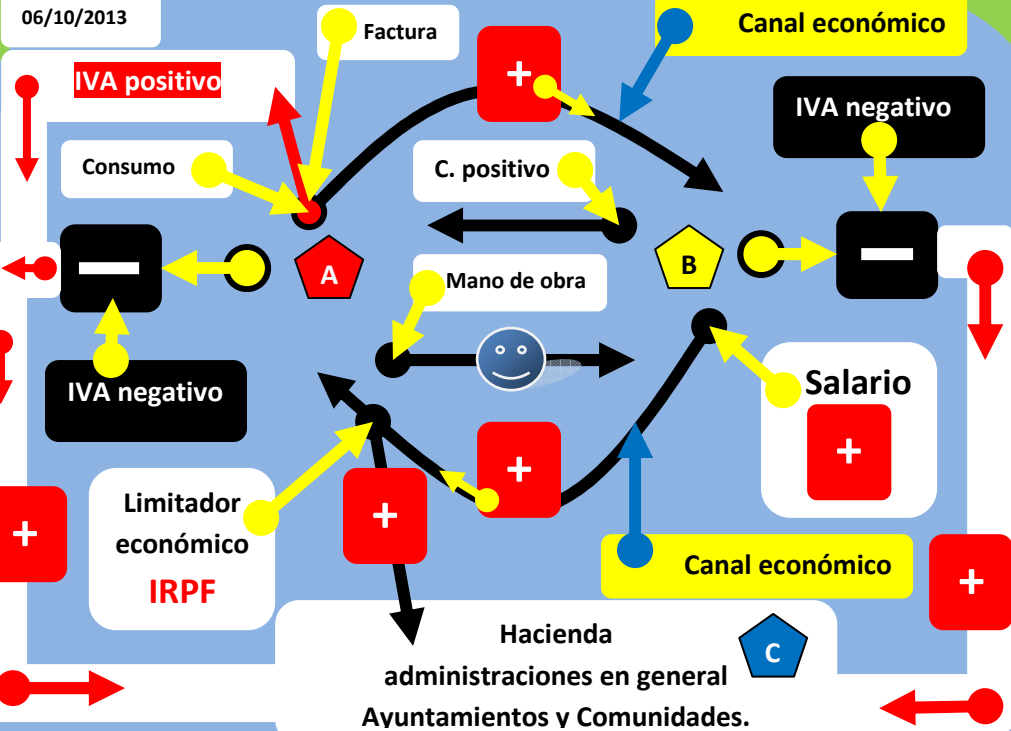 06/10/2013
Factura
Canal económico
IVA positivo
+
IVA negativo
Consumo
C. positivo
A
B
Mano de obra
IVA negativo
Salario
+
+
+
+
+
Limitador
económico
IRPF
Canal económico
Hacienda
C
administraciones en general
Ayuntamientos y Comunidades.